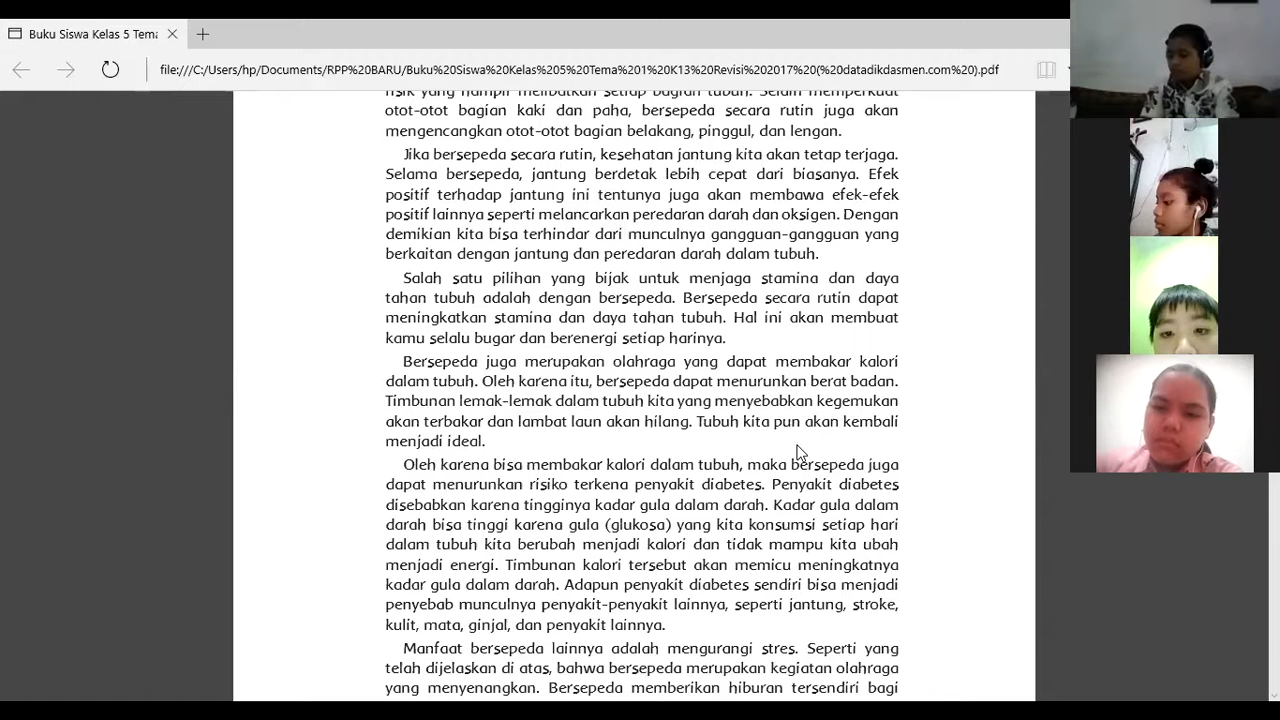 Buku Siswa Kelas 5 Tema
file:///C:/Users/hp/Documents/RPP%20BARU/Buku%20Siswa%20Kelas%205%20Tema%201%20K13%20Revisi%202017%20(%20datadikdasmen.com%20).pdf
fisik yang hampir melibatkan setiap bagian tubuh. Selain memperkuat
otot-otot bagian kaki dan paha, bersepeda secara rutin juga akan
mengencangkan otot-otot bagian belakang, pinggul, dan lengan.
Jika bersepeda secara rutin, kesehatan jantung kita akan tetap terjaga.
Selama bersepeda, jantung berdetak lebih cepat dari biasanya. Efek
positif terhadap jantung ini tentunya juga akan membawa efek-efek
positif lainnya seperti melancarkan peredaran darah dan oksigen. Dengan
demikian kita bisa terhindar dari munculnya gangguan-gangguan yang
berkaitan dengan jantung dan peredaran darah dalam tubuh.
Salah satu pilihan yang bijak untuk menjaga stamina dan daya
tahan tubuh adalah dengan bersepeda. Bersepeda secara rutin dapat
meningkatkan stamina dan daya tahan tubuh. Hal ini akan membuat
kamu selalu bugar dan berenergi setiap harinya.
Bersepeda juga merupakan olahraga yang dapat membakar kalori
dalam tubuh. Oleh karena itu, bersepeda dapat menurunkan berat badan.
Timbunan lemak-lemak dalam tubuh kita yang menyebabkan kegemukan
akan terbakar dan lambat laun akan hilang. Tubuh kita pun akan kembali
menjadi ideal.
Oleh karena bisa membakar kalori dalam tubuh, maka bersepeda juga
dapat menurunkan risiko terkena penyakit diabetes. Penyakit diabetes
disebabkan karena tingginya kadar gula dalam darah. Kadar gula dalam
darah bisa tinggi karena gula (glukosa) yang kita konsumsi setiap hari
dalam tubuh kita berubah menjadi kalori dan tidak mampu kita ubah
menjadi energi. Timbunan kalori tersebut akan memicu meningkatnya
kadar gula dalam darah. Adapun penyakit diabetes sendiri bisa menjadi
penyebab munculnya penyakit-penyakit lainnya, seperti jantung, stroke,
kulit, mata, ginjal, dan penyakit lainnya.
Manfaat bersepeda lainnya adalah mengurangi stres. Seperti yang
telah dijelaskan di atas, bahwa bersepeda merupakan kegiatan olahraga
yang menyenangkan. Bersepeda memberikan hiburan tersendiri bagi